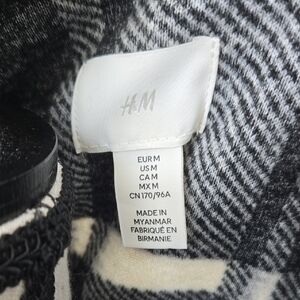 H&M
EUR M
US M
CA M
MX M
CN 170/96A
MADE IN
MYANMAR
FABRIQUÉ EN
BIRMANIE